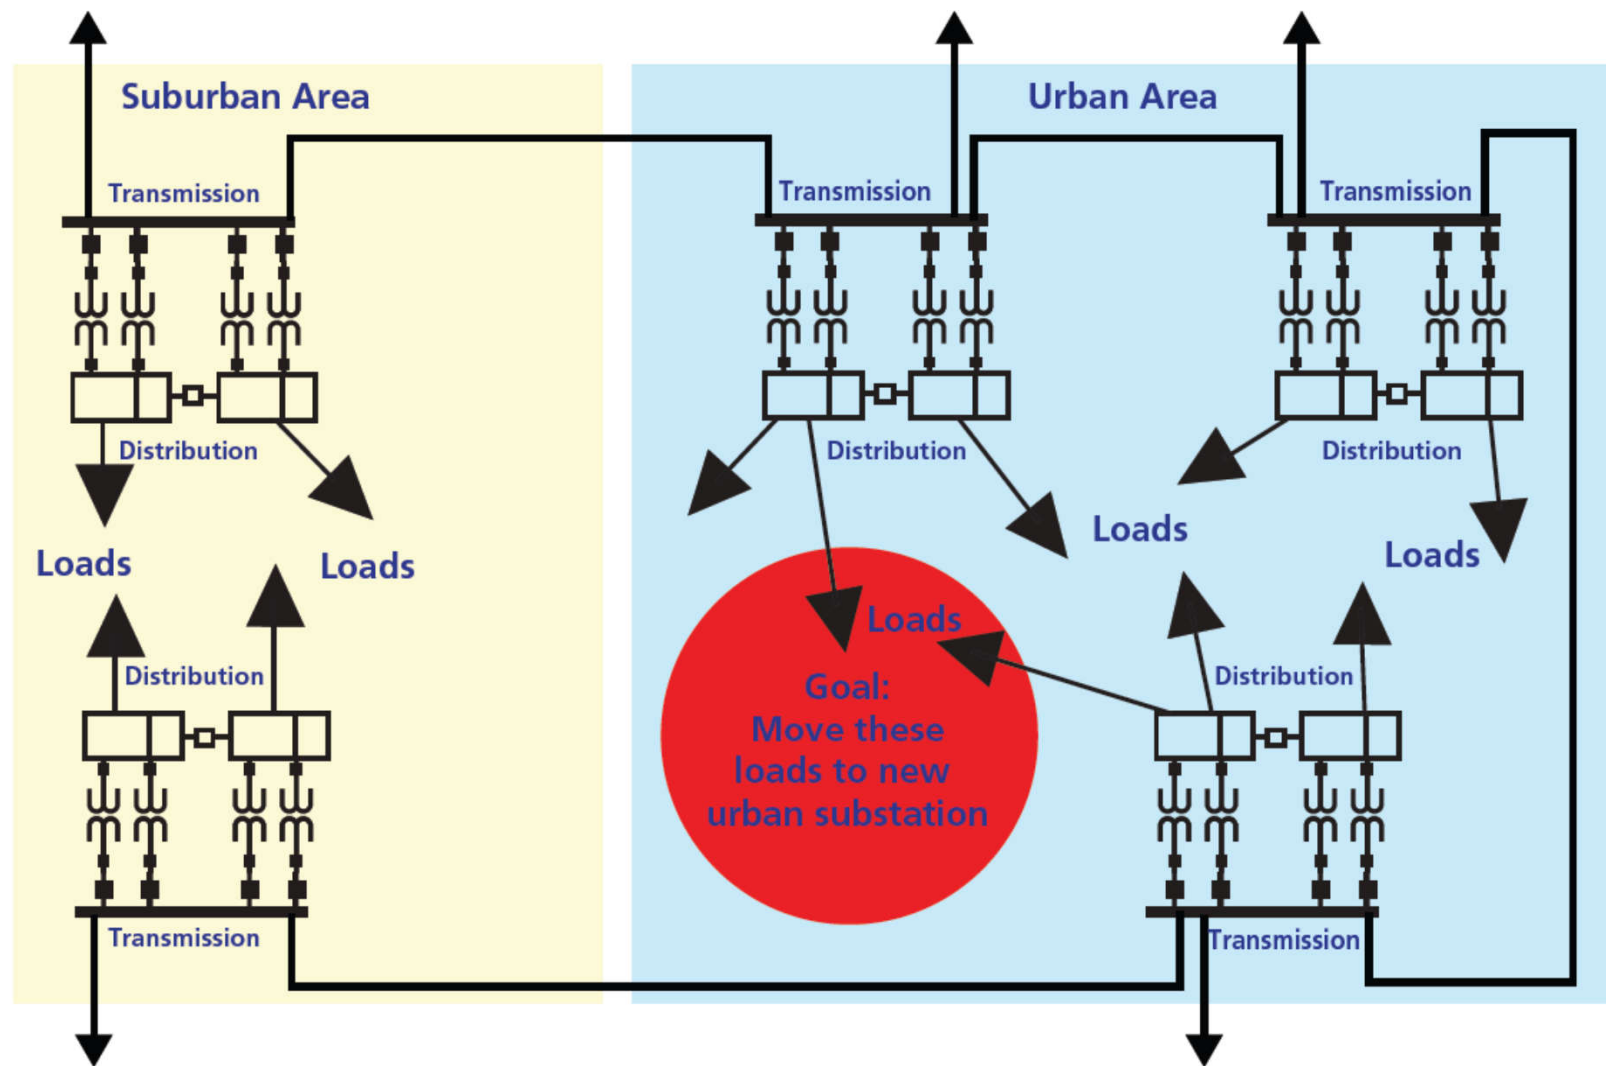 Suburban Area
Urban Area
Transmission
Transmission
Transmission
Distribution
Distribution
Distribution
Loads
Loads
Loads
Loads
Loads
Goal:
Move these
loads to new
urban substation
Distribution
Distribution
Transmission
Transmission